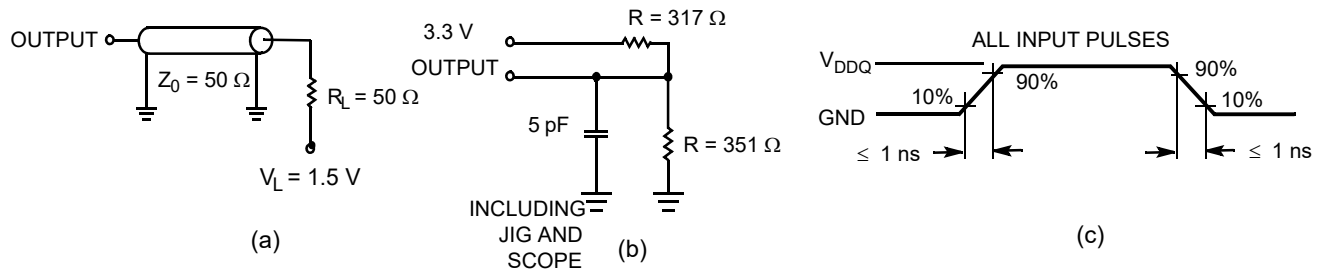 OUTPUT
Z0 = 50 Ω
RL = 50 Ω
VL = 1.5 V
(a)
R = 317 Ω
3.3 V
OUTPUT
5 pF
R = 351 Ω
INCLUDING
JIG AND
SCOPE
(b)
ALL INPUT PULSES
VDDQ
GND
10%
90%
90%
10%
≤ 1 ns
≤ 1 ns
(c)